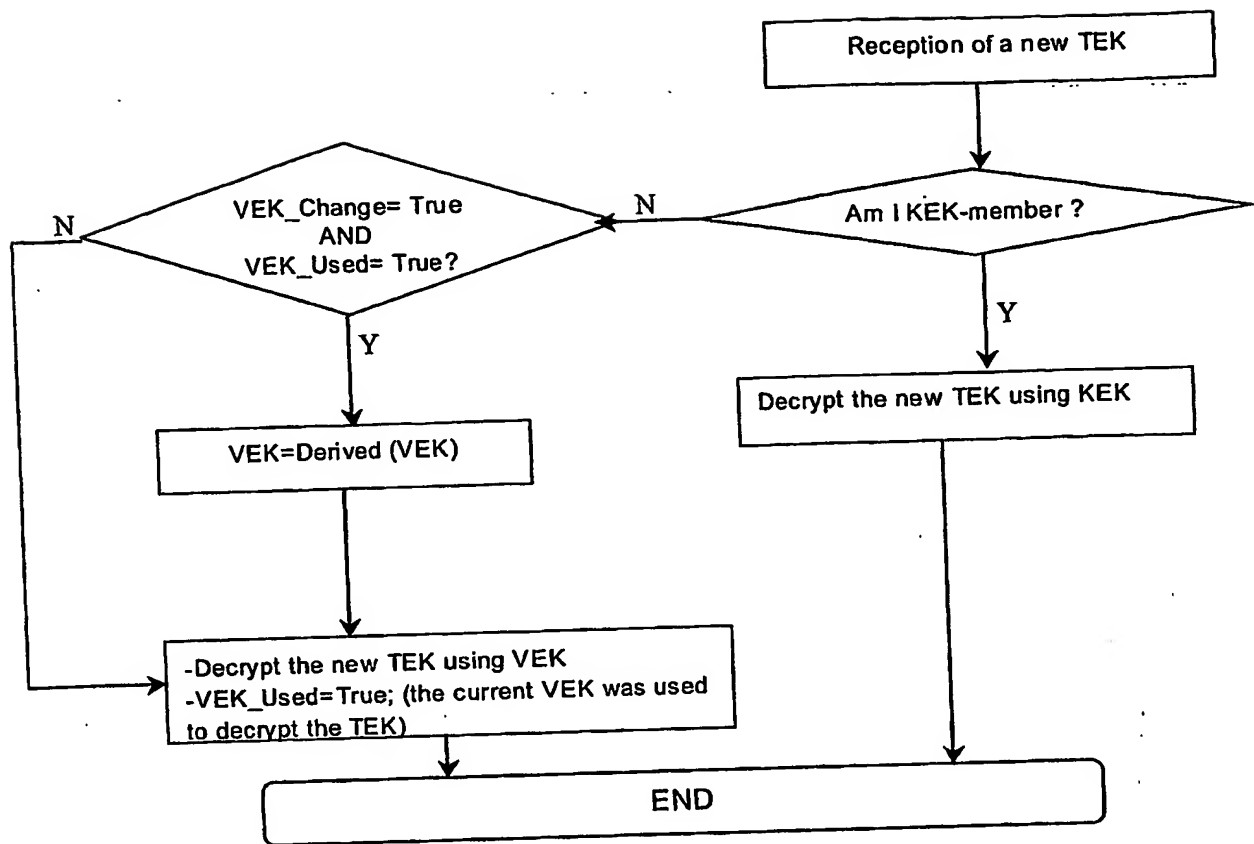 Reception of a new TEK
Am I KEK-member ?
N
Y
VEK_Change= True
AND
VEK_Used= True?
N
Y
Decrypt the new TEK using KEK
VEK=Derived (VEK)
-Decrypt the new TEK using VEK
-VEK_Used=True; (the current VEK was used
to decrypt the TEK)
END